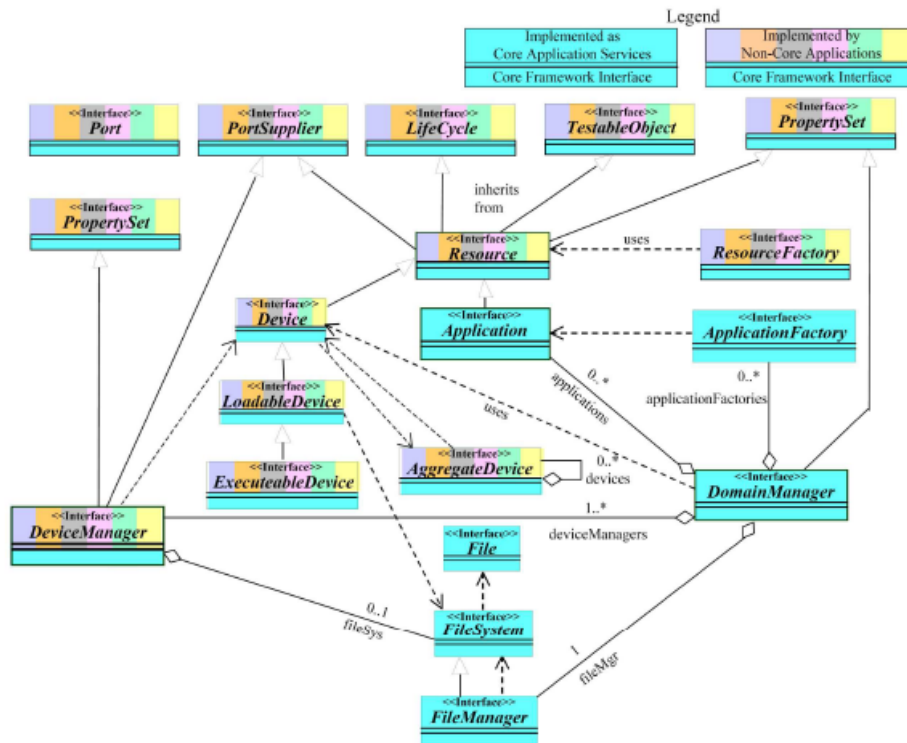 Legend
Implemented as
Core Application Services
Core Framework Interface
Implemented by
Non-Core Applications
Core Framework Interface
<<Interface>>
Port
<<Interface>>
PortSupplier
<<Interface>>
LifeCycle
<<Interface>>
TestableObject
<<Interface>>
PropertySet
<<Interface>>
PropertySet
inherits
from
<<Interface>>
Resource
uses
<<Interface>>
ResourceFactory
<<Interface>>
Device
<<Interface>>
Application
<<Interface>>
ApplicationFactory
0..*
applications
0..*
applicationFactories
<<Interface>>
LoadableDevice
uses
<<Interface>>
ExecuteableDevice
<<Interface>>
AggregateDevice
0..*
devices
<<Interface>>
DomainManager
<<Interface>>
DeviceManager
1..*
deviceManagers
<<Interface>>
File
0..1
fileSys
<<Interface>>
FileSystem
1
fileMgr
<<Interface>>
FileManager